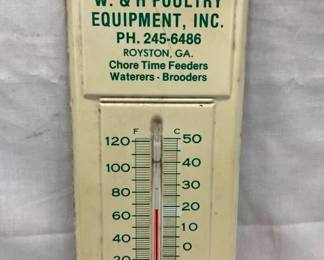 W. & H POULTRY
EQUIPMENT, INC.
PH. 245-6486
ROYSTON, GA.
Chore Time Feeders
Waterers - Brooders
F C
120 50
100 40
80 30
60 20
40 10
20 0